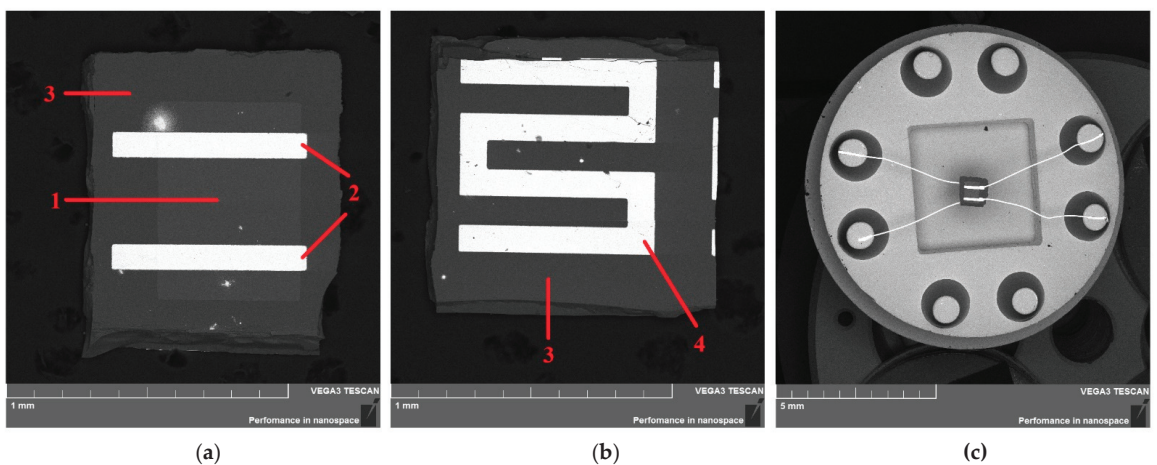 3
1
2
1 mm
VEGA3 TESCAN
Perfomance in nanospace
(a)
3
4
1 mm
VEGA3 TESCAN
Perfomance in nanospace
(b)
5 mm
VEGA3 TESCAN
Perfomance in nanospace
(c)